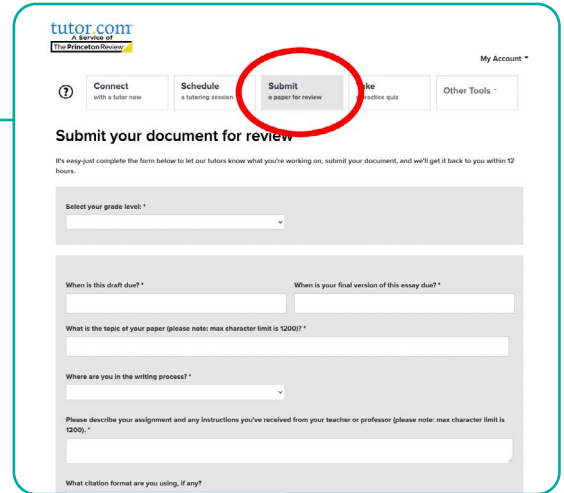 tutor.com
A Service of
The Princeton Review
My Account
?
Connect
with a tutor now
Schedule
a tutoring session
Submit
a paper for review
a practice quiz
Other Tools
Submit your document for review
It's easy-just complete the form below to let our tutors know what you're working on, submit your document, and we'll get it back to you within 12
hours.
Select your grade level: *
When is this draft due? *
When is your final version of this essay due? *
What is the topic of your paper (please note: max character limit is 1200)? *
Where are you in the writing process? *
Please describe your assignment and any instructions you've received from your teacher or professor (please note: max character limit is
1200). *
What citation format are you using, if any?